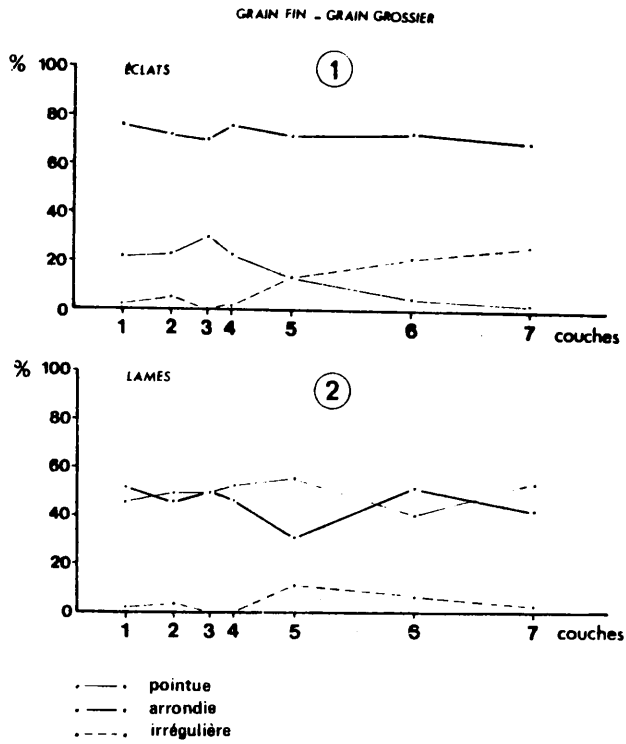 GRAIN FIN - GRAIN GROSSIER
% 100 ÉCLATS 1
80
60
40
20
0
1 2 3 4 5 6 7 couches
% 100 LAMES 2
80
60
40
20
0
1 2 3 4 5 6 7 couches
pointue
arrondie
irrégulière